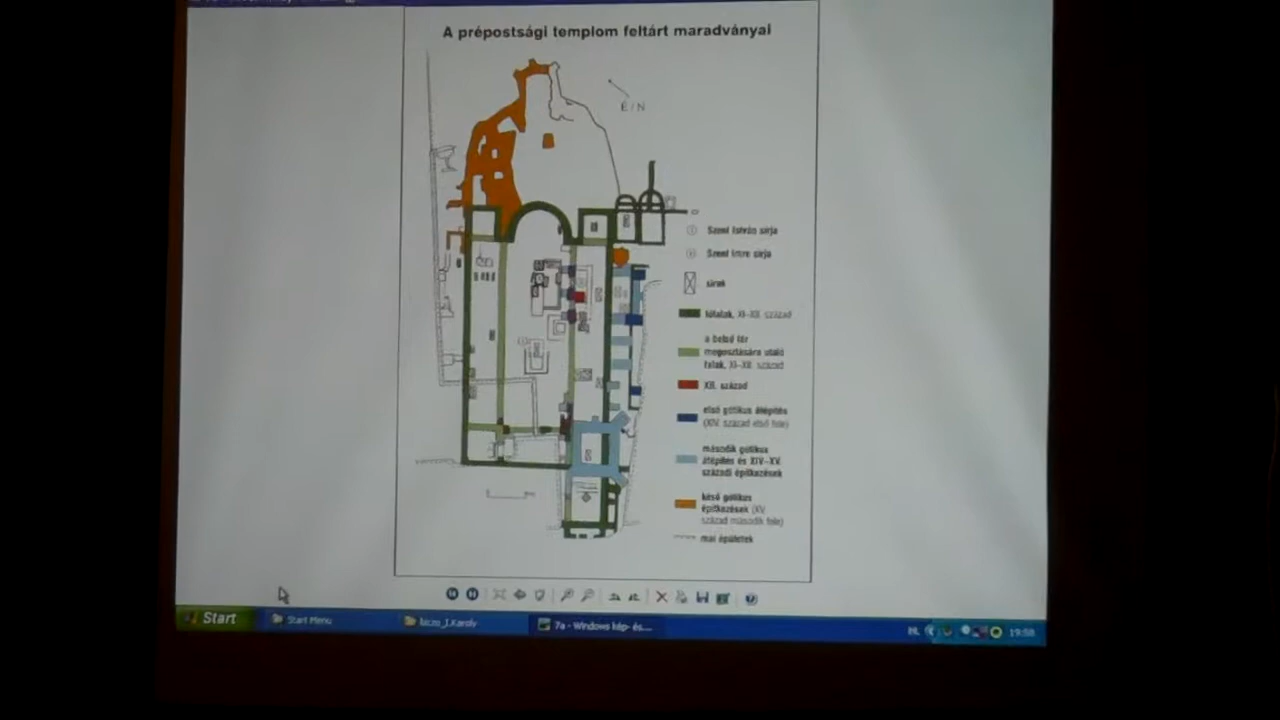 A prépostsági templom feltárt maradványai
É / N
Szent István sírja
Szent Imre sírja
sírok
kőfalak, XI–XII. század
a belső tér
megosztására utaló
falak, XI–XII. század
XII. század
első gótikus átépítés
(XIV. század első fele)
második gótikus
átépítés és XIV–XV.
századi építkezések
késő gótikus
építkezések (XV.
század második fele)
mai épületek
Start
Start Menu
7a - Windows kép- és....
19:58